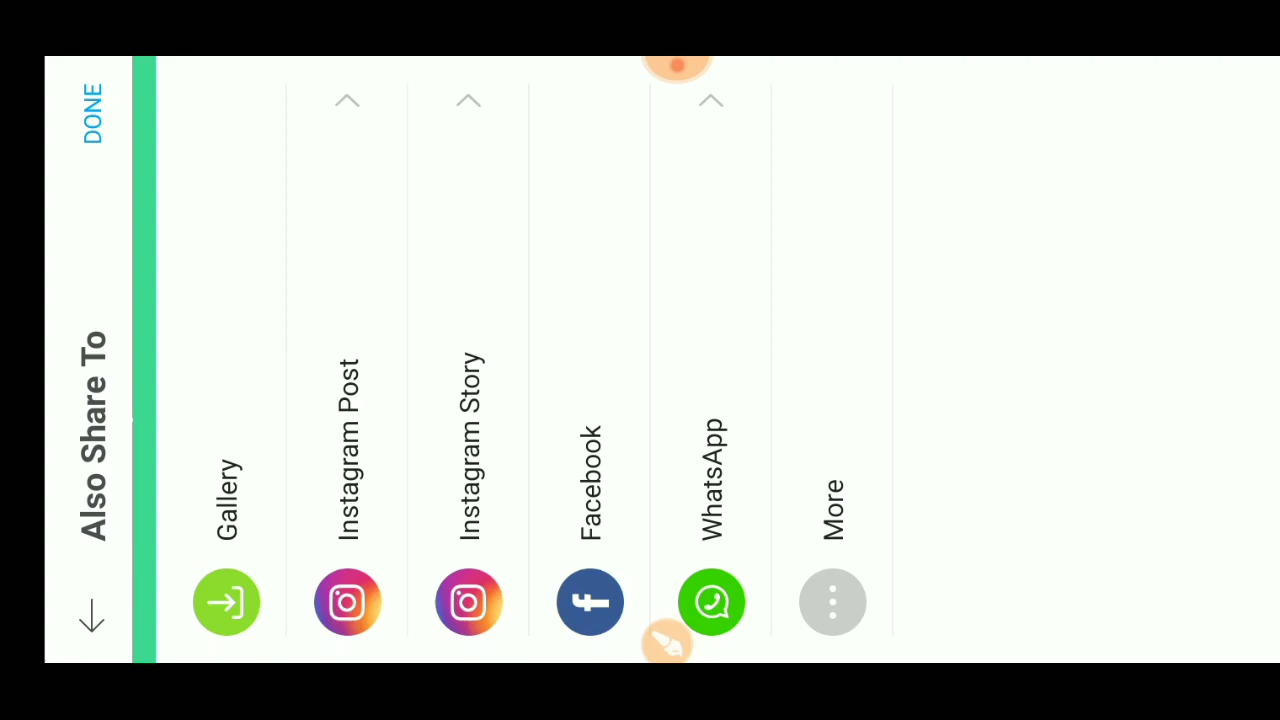 Also Share To
DONE
Gallery
Instagram Post
Instagram Story
Facebook
WhatsApp
More